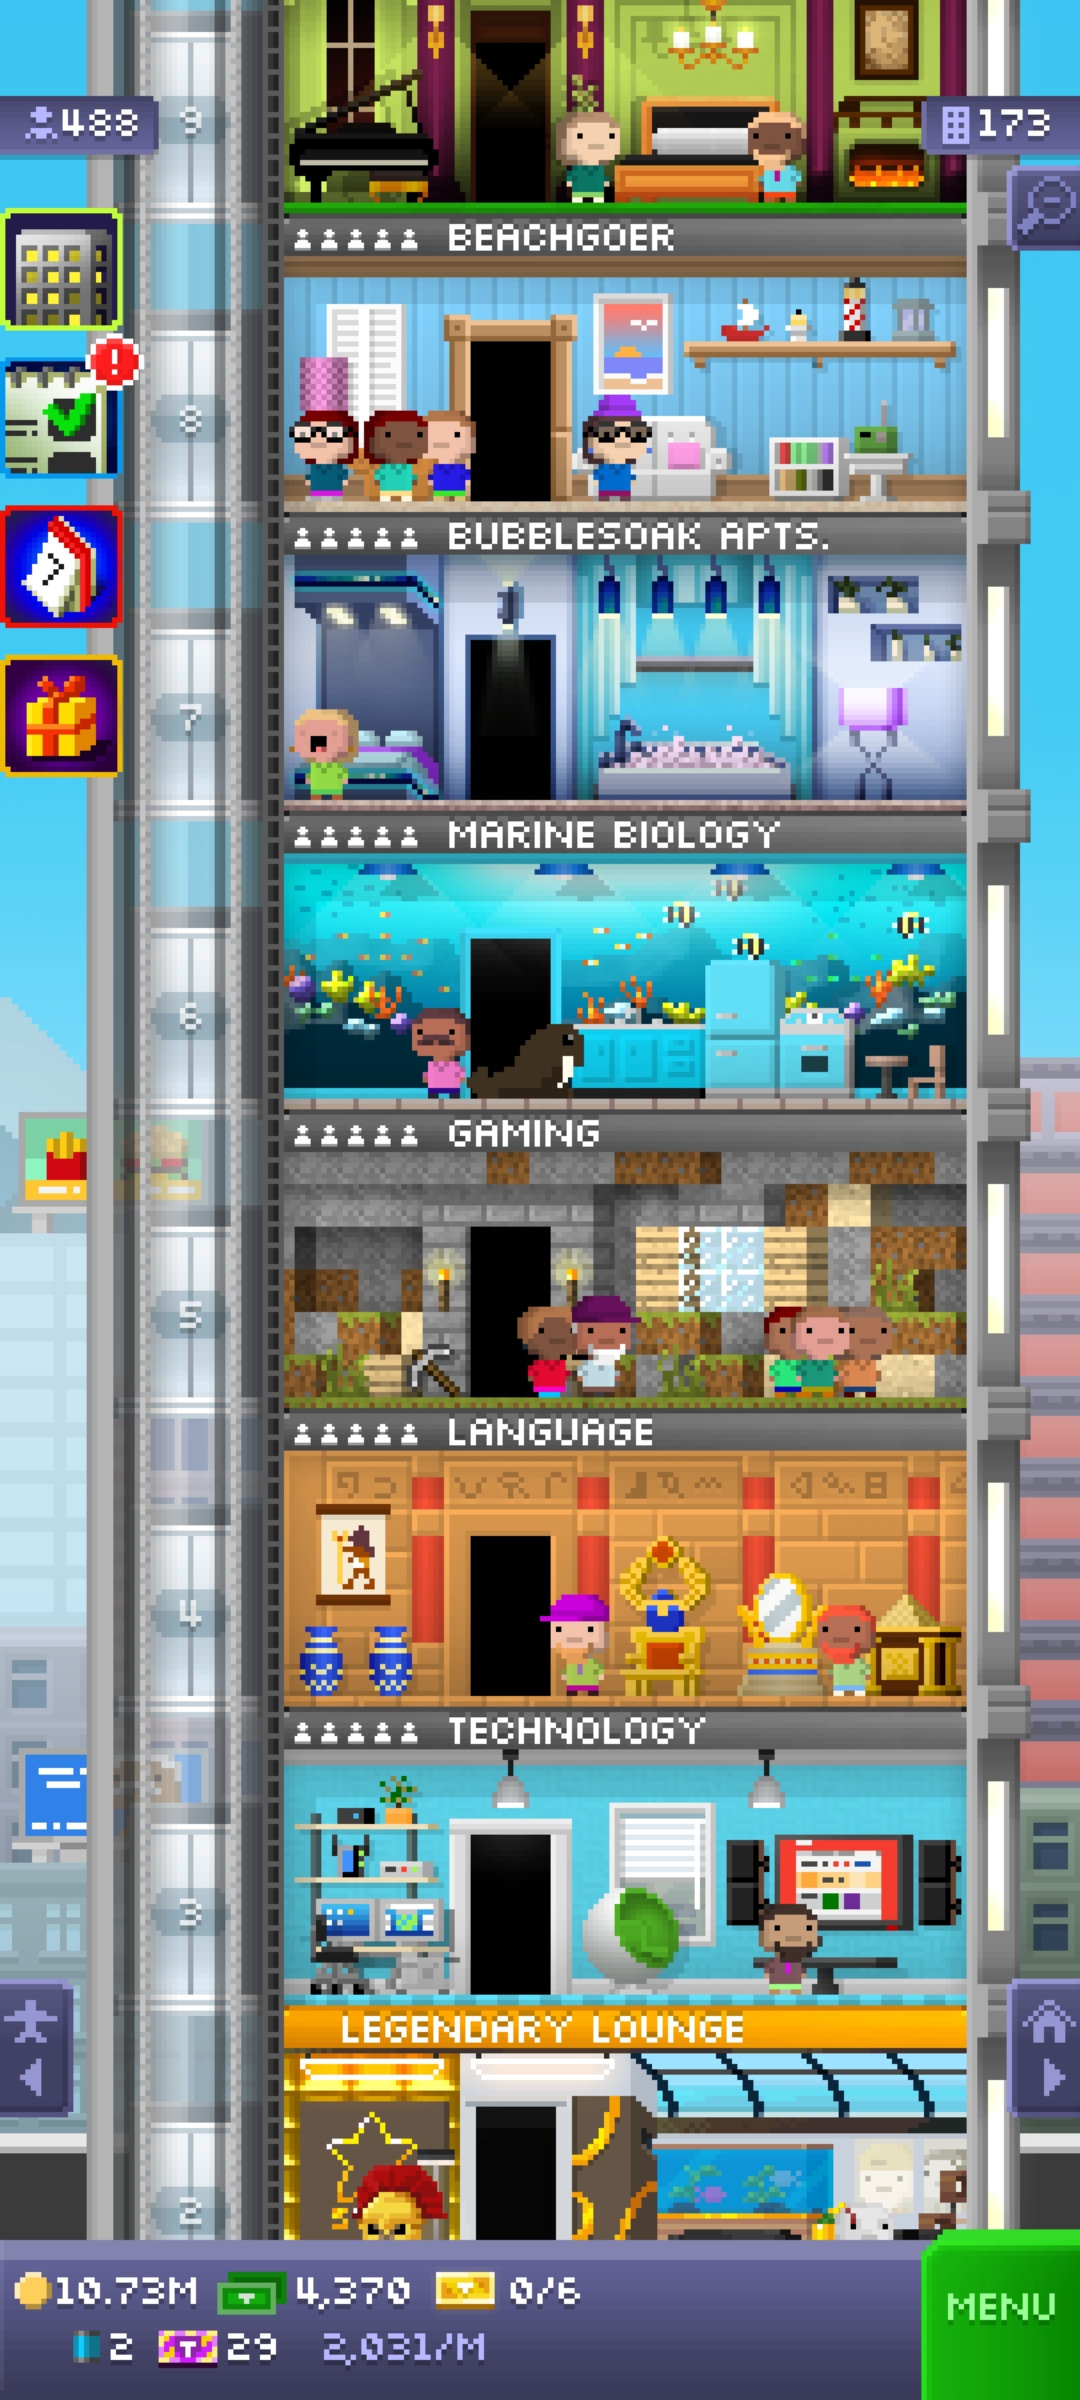 488
9
173
BEACHGOER
8
BUBBLESOAK APTS.
7
7
MARINE BIOLOGY
6
GAMING
5
LANGUAGE
4
TECHNOLOGY
3
LEGENDARY LOUNGE
2
10.73M 4,370 0/6
2 T 29 2,031/M
MENU